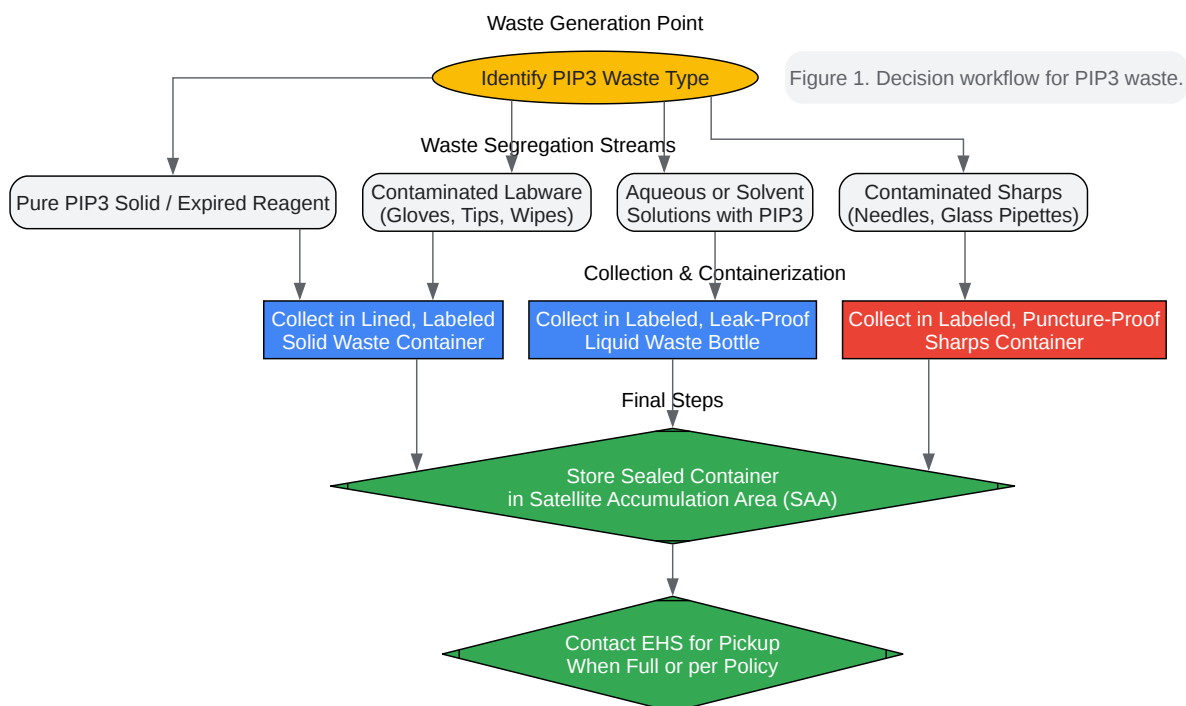 Waste Generation Point
Identify PIP3 Waste Type
Figure 1. Decision workflow for PIP3 waste.
Waste Segregation Streams
Pure PIP3 Solid / Expired Reagent
Contaminated Labware
(Gloves, Tips, Wipes)
Aqueous or Solvent
Solutions with PIP3
Contaminated Sharps
(Needles, Glass Pipettes)
Collection & Containerization
Collect in Lined, Labeled
Solid Waste Container
Collect in Labeled, Leak-Proof
Liquid Waste Bottle
Collect in Labeled, Puncture-Proof
Sharps Container
Final Steps
Store Sealed Container
in Satellite Accumulation Area (SAA)
Contact EHS for Pickup
When Full or per Policy